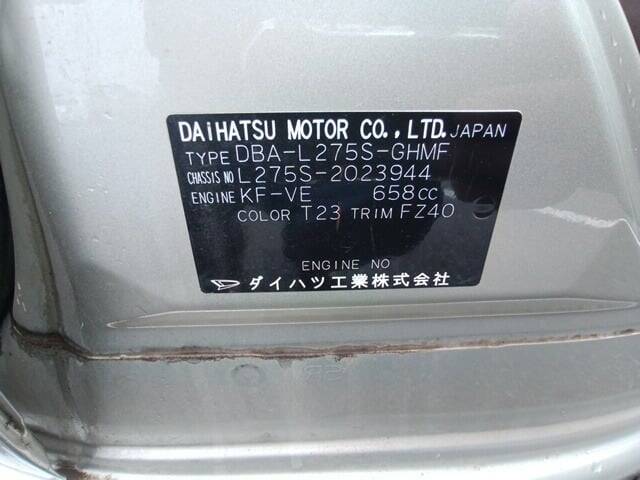 DAIHATSU MOTOR CO.,LTD. JAPAN
TYPE DBA-L275S-GHMF
CHASSIS NO L275S-2023944
ENGINE KF-VE 658cc
COLOR T23 TRIM FZ40
ENGINE NO
ダイハツ工業株式会社